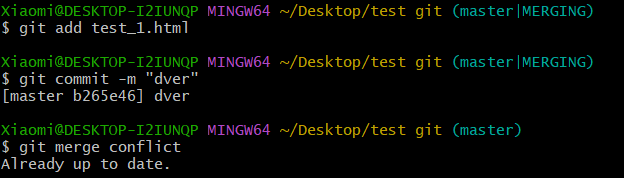 Xiaomi@DESKTOP-I2IUNQP MINGW64 ~/Desktop/test git (master|MERGING)
$ git add test_1.html
Xiaomi@DESKTOP-I2IUNQP MINGW64 ~/Desktop/test git (master|MERGING)
$ git commit -m "dver"
[master b265e46] dver
Xiaomi@DESKTOP-I2IUNQP MINGW64 ~/Desktop/test git (master)
$ git merge conflict
Already up to date.